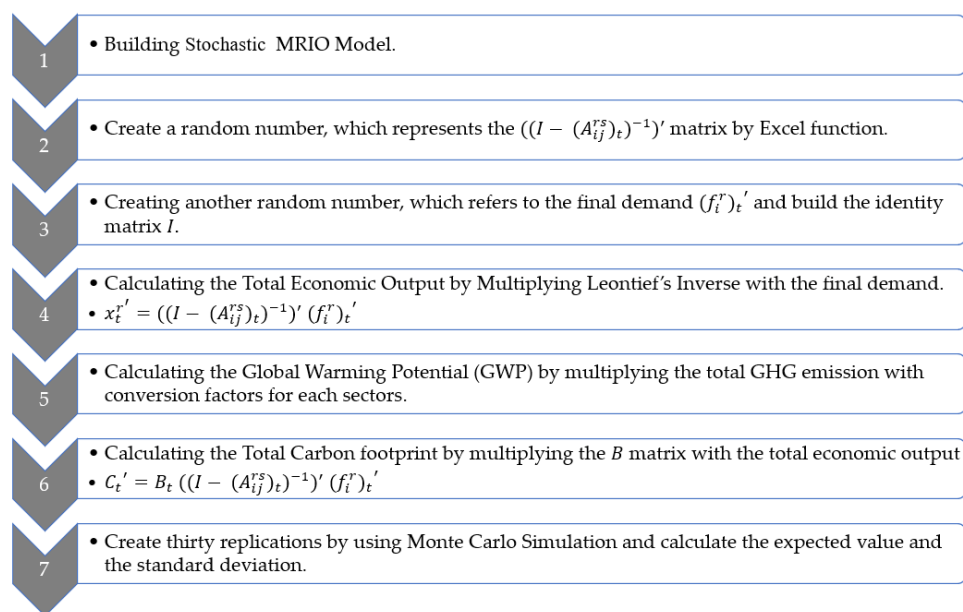 1
• Building Stochastic MRIO Model.
2
• Create a random number, which represents the ((I − (A_{ij}^{rs})_t)^{−1})′ matrix by Excel function.
3
• Creating another random number, which refers to the final demand (f_i^r)_t′ and build the identity
matrix I.
4
• Calculating the Total Economic Output by Multiplying Leontief’s Inverse with the final demand.
• x_t^r′ = ((I − (A_{ij}^{rs})_t)^{−1})′ (f_i^r)_t′
5
• Calculating the Global Warming Potential (GWP) by multiplying the total GHG emission with
conversion factors for each sectors.
6
• Calculating the Total Carbon footprint by multiplying the B matrix with the total economic output
• C_t′ = B_t ((I − (A_{ij}^{rs})_t)^{−1})′ (f_i^r)_t′
7
• Create thirty replications by using Monte Carlo Simulation and calculate the expected value and
the standard deviation.